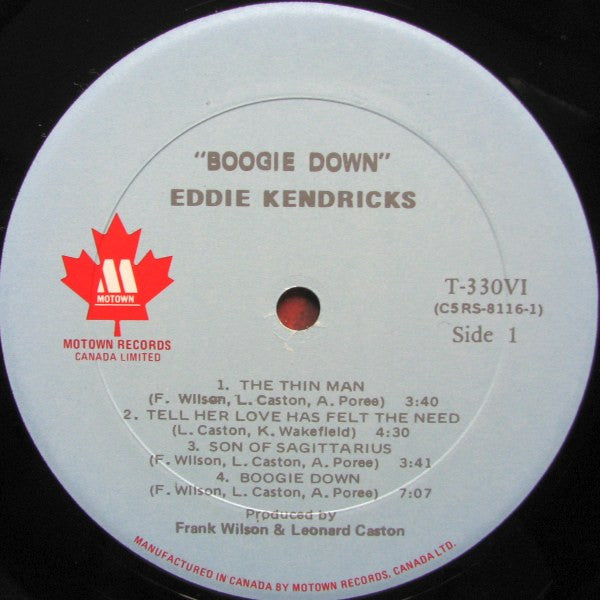 "BOOGIE DOWN"
EDDIE KENDRICKS
M
MOTOWN
MOTOWN RECORDS
CANADA LIMITED
T-330VI
(C5RS-8116-1)
Side 1
1. THE THIN MAN
(F. Wilson, L. Caston, A. Poree) 3:40
2. TELL HER LOVE HAS FELT THE NEED
(L. Caston, K. Wakefield) 4:30
3. SON OF SAGITTARIUS
(F. Wilson, L. Caston, A. Poree) 3:41
4. BOOGIE DOWN
(F. Wilson, L. Caston, A. Poree) 7:07
Produced by
Frank Wilson & Leonard Caston
MANUFACTURED IN CANADA BY MOTOWN RECORDS, CANADA LTD.